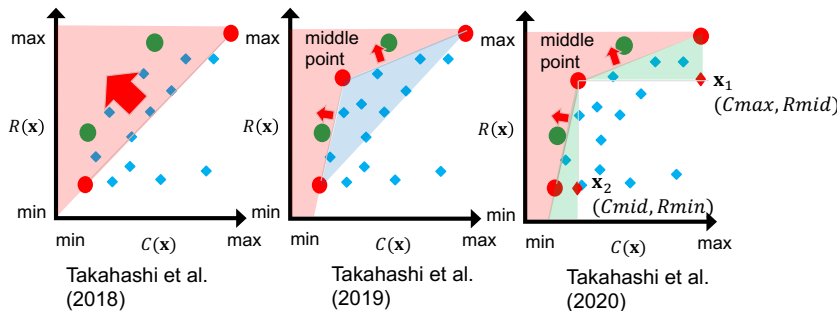 max
R(𝐱)
min
min
C(𝐱)
max
Takahashi et al.
(2018)
max
middle
point
R(𝐱)
min
min
C(𝐱)
max
Takahashi et al.
(2019)
max
middle
point
R(𝐱)
min
𝐱₁
(Cmax, Rmid)
𝐱₂
(Cmid, Rmin)
min
C(𝐱)
max
Takahashi et al.
(2020)